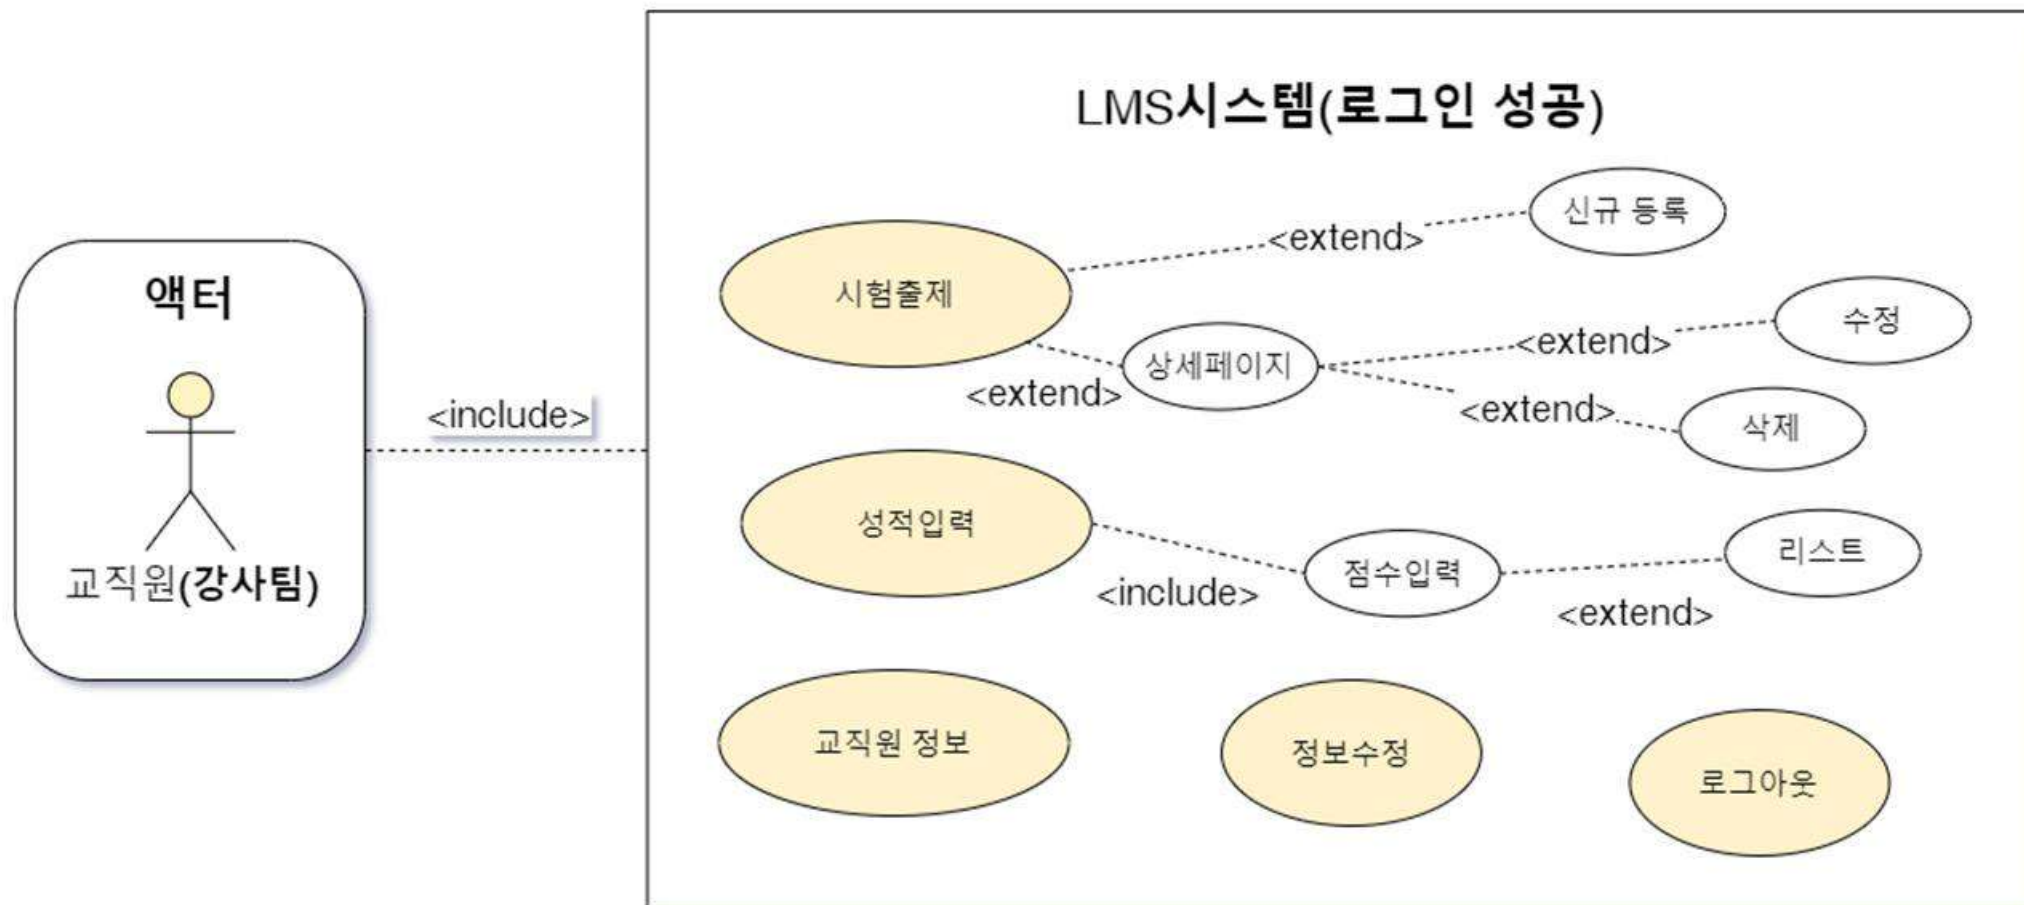 LMS시스템(로그인 성공)
액터
교직원(강사팀)
<include>
시험출제
<extend>
신규 등록
<extend>
상세페이지
<extend>
수정
<extend>
삭제
성적입력
<include>
점수입력
<extend>
리스트
교직원 정보
정보수정
로그아웃